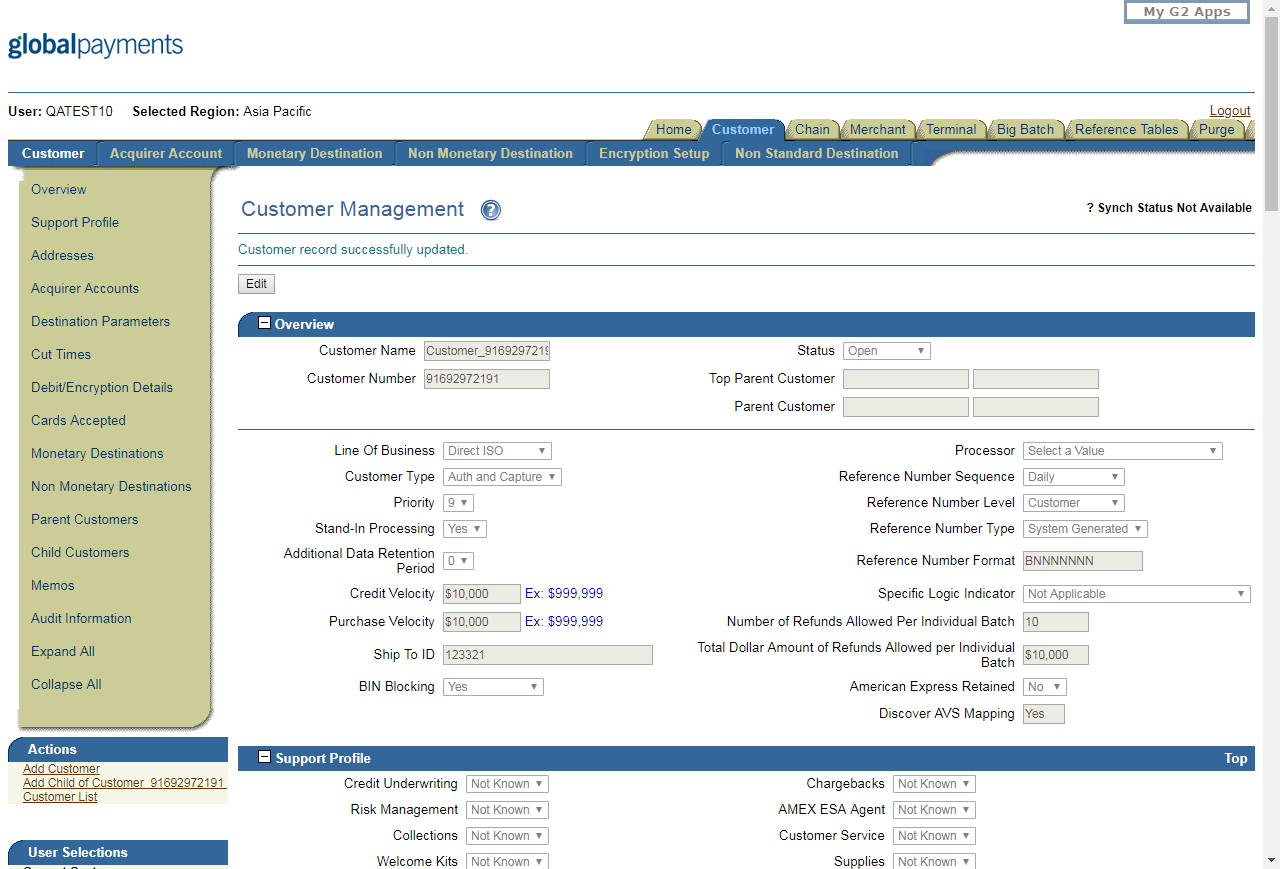 My G2 Apps
globalpayments
User: QATEST10 Selected Region: Asia Pacific
Logout
Home Customer Chain Merchant Terminal Big Batch Reference Tables Purge
Customer Acquirer Account Monetary Destination Non Monetary Destination Encryption Setup Non Standard Destination
Overview
Support Profile
Addresses
Acquirer Accounts
Destination Parameters
Cut Times
Debit/Encryption Details
Cards Accepted
Monetary Destinations
Non Monetary Destinations
Parent Customers
Child Customers
Memos
Audit Information
Expand All
Collapse All
Actions
Add Customer
Add Child of Customer_91692972191
Customer List
User Selections
Customer Management ?
? Synch Status Not Available
Customer record successfully updated.
Edit
Overview
Customer Name Customer_9169297219 Status Open
Customer Number 91692972191 Top Parent Customer
Parent Customer
Line Of Business Direct ISO Processor Select a Value
Customer Type Auth and Capture Reference Number Sequence Daily
Priority 9 Reference Number Level Customer
Stand-In Processing Yes Reference Number Type System Generated
Additional Data Retention
Period 0 Reference Number Format BNNNNNNN
Credit Velocity $10,000 Ex: $999,999 Specific Logic Indicator Not Applicable
Purchase Velocity $10,000 Ex: $999,999 Number of Refunds Allowed Per Individual Batch 10
Ship To ID 123321 Total Dollar Amount of Refunds Allowed per Individual
Batch $10,000
BIN Blocking Yes American Express Retained No
Discover AVS Mapping Yes
Support Profile Top
Credit Underwriting Not Known Chargebacks Not Known
Risk Management Not Known AMEX ESA Agent Not Known
Collections Not Known Customer Service Not Known
Welcome Kits Not Known Supplies Not Known